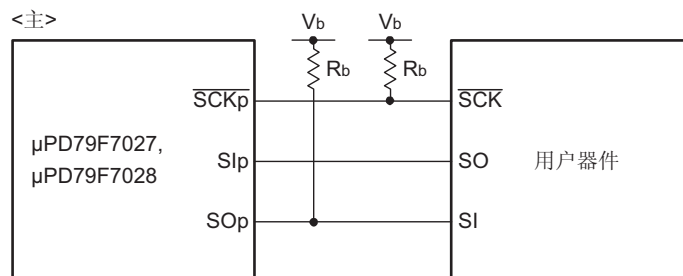 <主>
Vb Vb
Rb Rb
SCKp SCK
μPD79F7027,
μPD79F7028
SIp SO 用户器件
SOp SI